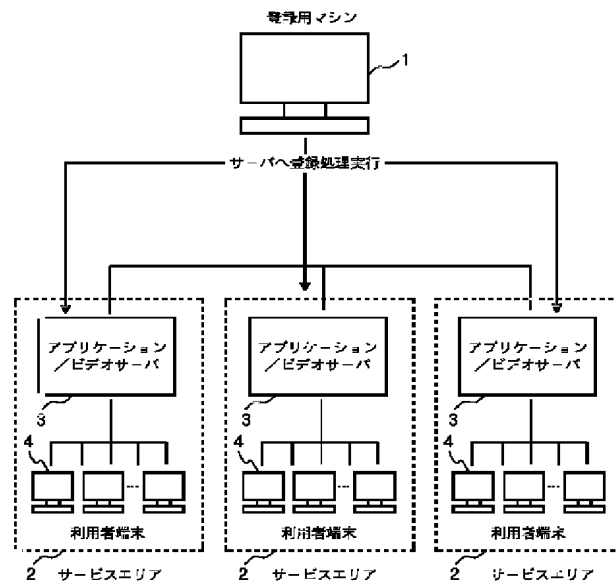 登録用マシン
1
サーバへ登録処理実行
アプリケーション
／ビデオサーバ
3
4
...
利用者端末
2 サービスエリア
アプリケーション
／ビデオサーバ
3
4
...
利用者端末
2 サービスエリア
アプリケーション
／ビデオサーバ
3
4
...
利用者端末
2 サービスエリア